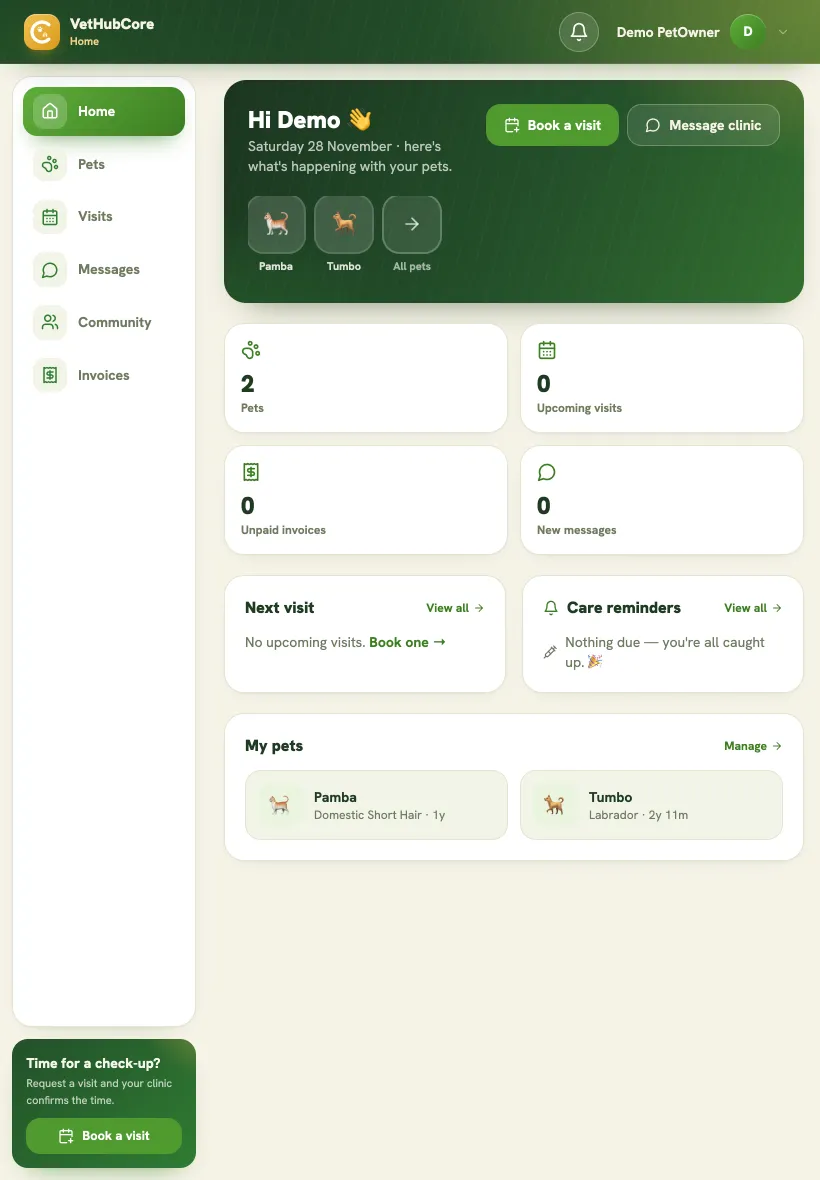 VetHubCore
Home
Demo PetOwner
D
Home
Pets
Visits
Messages
Community
Invoices
Time for a check-up?
Request a visit and your clinic
confirms the time.
Book a visit
Hi Demo 👋
Saturday 28 November · here's
what's happening with your pets.
Book a visit
Message clinic
Pamba
Tumbo
All pets
2
Pets
0
Upcoming visits
0
Unpaid invoices
0
New messages
Next visit
View all →
No upcoming visits. Book one →
Care reminders
View all →
Nothing due — you're all caught
up. 🎉
My pets
Manage →
Pamba
Domestic Short Hair · 1y
Tumbo
Labrador · 2y 11m